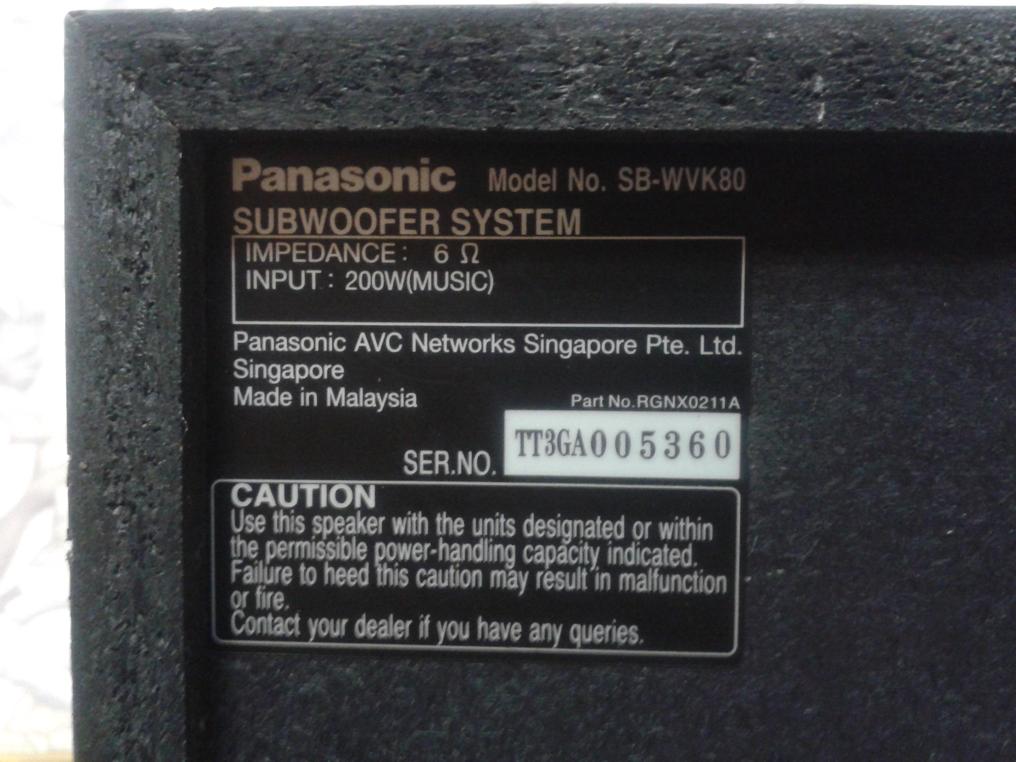 Panasonic Model No. SB-WVK80
SUBWOOFER SYSTEM
IMPEDANCE: 6 Ω
INPUT: 200W(MUSIC)
Panasonic AVC Networks Singapore Pte. Ltd.
Singapore
Made in Malaysia
Part No.RGNX0211A
SER.NO. TT3GA005360
CAUTION
Use this speaker with the units designated or within
the permissible power-handling capacity indicated.
Failure to heed this caution may result in malfunction
or fire.
Contact your dealer if you have any queries.